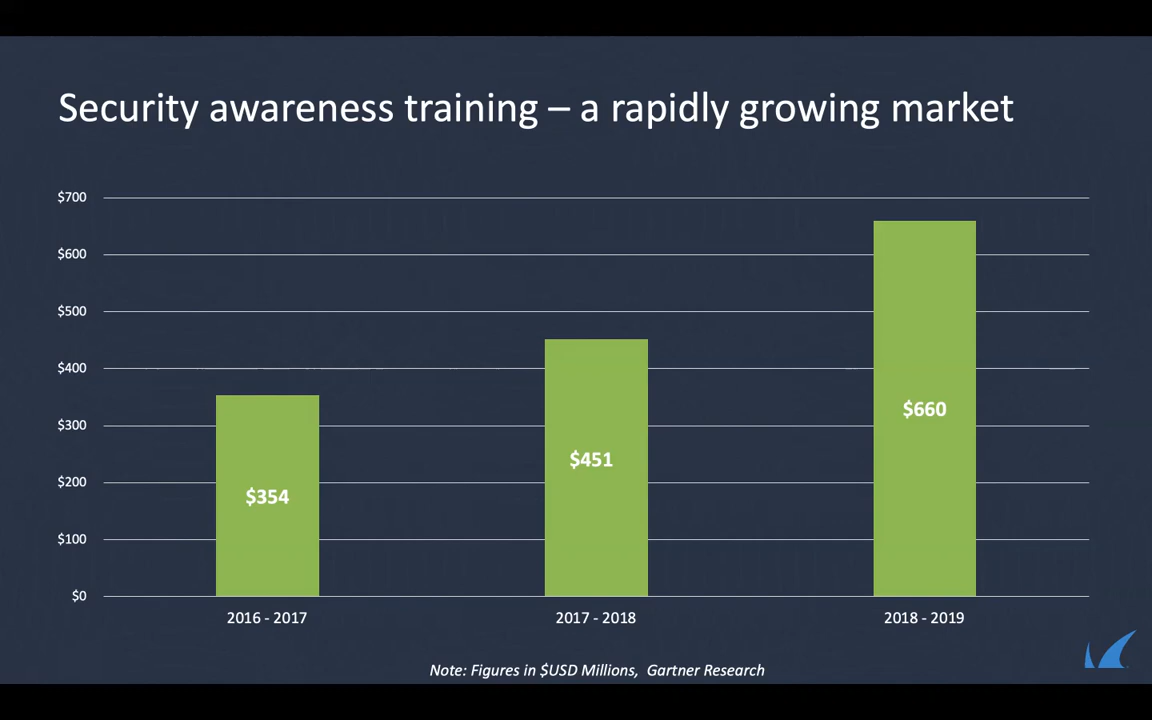 Security awareness training – a rapidly growing market
$700
$600
$500
$400
$300
$200
$100
$0
$354
$451
$660
2016 - 2017
2017 - 2018
2018 - 2019
Note: Figures in $USD Millions,  Gartner Research